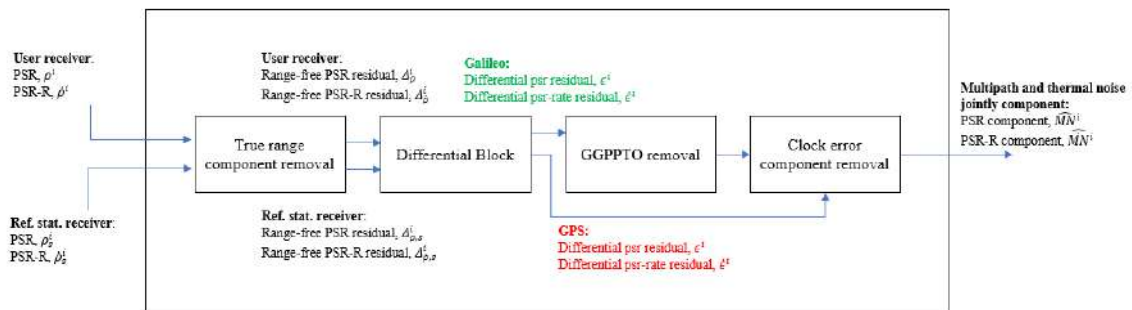 User receiver:
PSR, ρⁱ
PSR-R, ρ̇ⁱ
User receiver:
Range-free PSR residual, Δᵢρ
Range-free PSR-R residual, Δᵢρ̇
Galileo:
Differential psr residual, εⁱ
Differential psr-rate residual, ε̇ⁱ
Multipath and thermal noise
jointly component:
PSR component, M̂Nⁱ
PSR-R component, M̂Ṅⁱ
True range
component removal
Differential Block
GGPPTO removal
Clock error
component removal
Ref. stat. receiver:
PSR, ρⁱₛ
PSR-R, ρ̇ⁱₛ
Ref. stat. receiver:
Range-free PSR residual, Δⁱρ,s
Range-free PSR-R residual, Δⁱρ̇,s
GPS:
Differential psr residual, εⁱ
Differential psr-rate residual, ε̇ⁱ